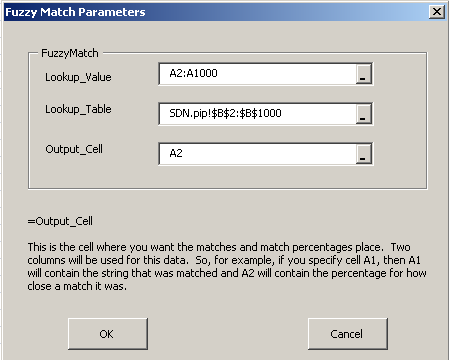 Fuzzy Match Parameters
FuzzyMatch
Lookup_Value A2:A1000 _
Lookup_Table SDN.pip!$B$2:$B$1000 _
Output_Cell A2 _
=Output_Cell
This is the cell where you want the matches and match percentages place. Two
columns will be used for this data. So, for example, if you specify cell A1, then A1
will contain the string that was matched and A2 will contain the percentage for how
close a match it was.
OK Cancel